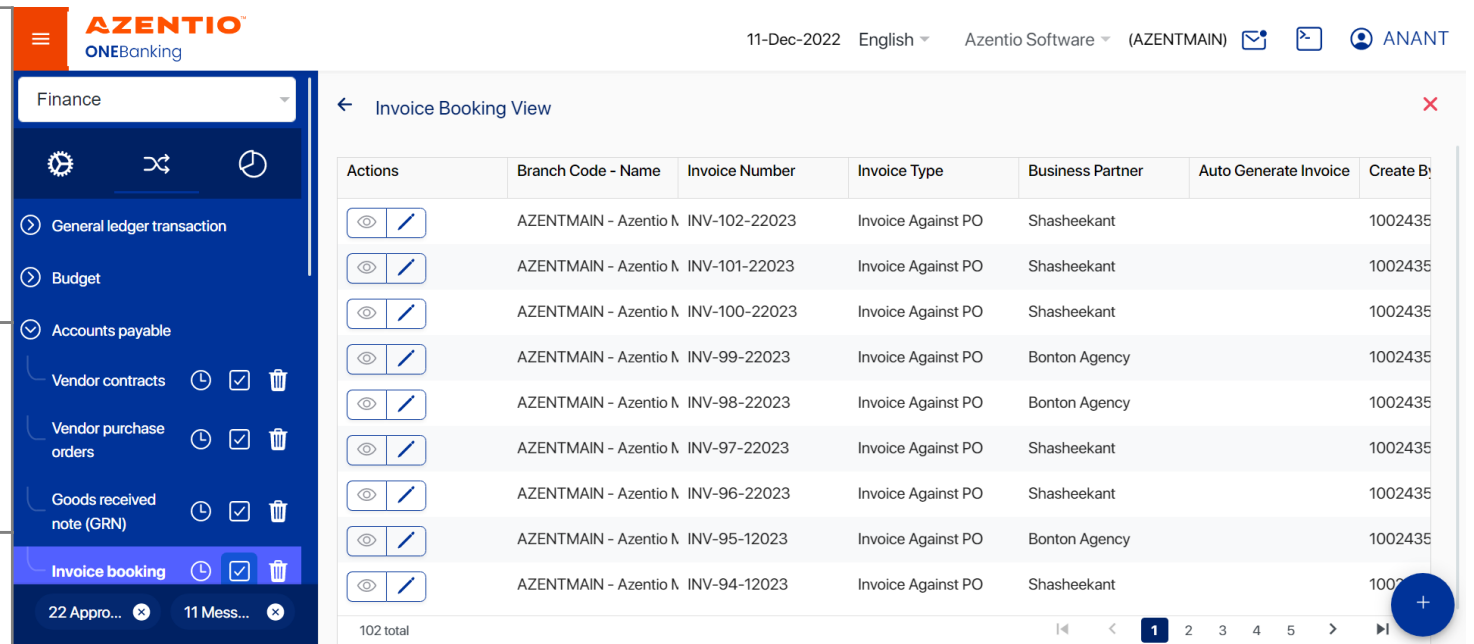 AZENTIO™
ONEBanking
11-Dec-2022 English Azentio Software (AZENTMAIN) ANANT
Finance
General ledger transaction
Budget
Accounts payable
Vendor contracts
Vendor purchase
orders
Goods received
note (GRN)
Invoice booking
22 Appro... 11 Mess...
Invoice Booking View
Actions Branch Code - Name Invoice Number Invoice Type Business Partner Auto Generate Invoice Create By
AZENTMAIN - Azentio M INV-102-22023 Invoice Against PO Shasheekant 1002435
AZENTMAIN - Azentio M INV-101-22023 Invoice Against PO Shasheekant 1002435
AZENTMAIN - Azentio M INV-100-22023 Invoice Against PO Shasheekant 1002435
AZENTMAIN - Azentio M INV-99-22023 Invoice Against PO Bonton Agency 1002435
AZENTMAIN - Azentio M INV-98-22023 Invoice Against PO Bonton Agency 1002435
AZENTMAIN - Azentio M INV-97-22023 Invoice Against PO Shasheekant 1002435
AZENTMAIN - Azentio M INV-96-22023 Invoice Against PO Shasheekant 1002435
AZENTMAIN - Azentio M INV-95-12023 Invoice Against PO Bonton Agency 1002435
AZENTMAIN - Azentio M INV-94-12023 Invoice Against PO Shasheekant 100
102 total 1 2 3 4 5